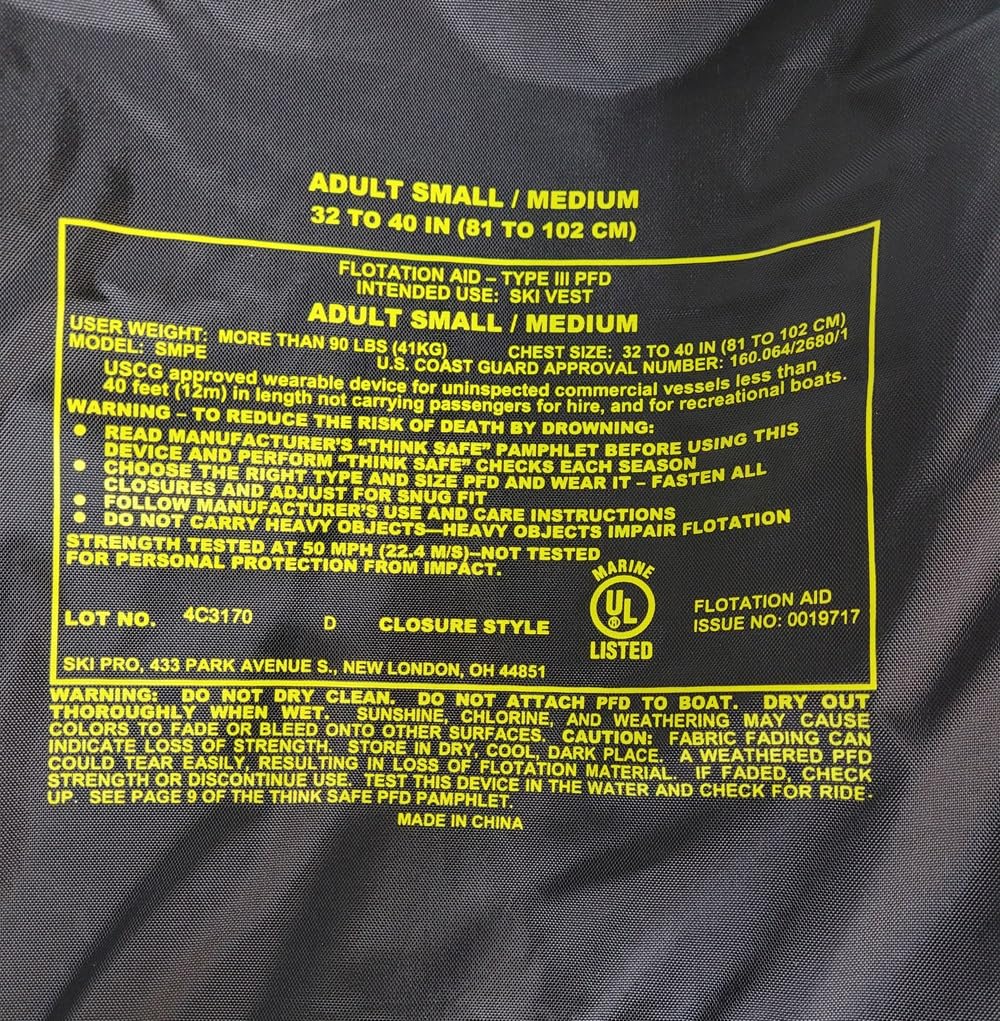 ADULT SMALL / MEDIUM
32 TO 40 IN (81 TO 102 CM)
FLOTATION AID – TYPE III PFD
INTENDED USE: SKI VEST
ADULT SMALL / MEDIUM
USER WEIGHT: MORE THAN 90 LBS (41KG) CHEST SIZE: 32 TO 40 IN (81 TO 102 CM)
MODEL: SMPE U.S. COAST GUARD APPROVAL NUMBER: 160.064/2680/1
USCG approved wearable device for uninspected commercial vessels less than
40 feet (12m) in length not carrying passengers for hire, and for recreational boats.
WARNING – TO REDUCE THE RISK OF DEATH BY DROWNING:
• READ MANUFACTURER'S "THINK SAFE" PAMPHLET BEFORE USING THIS
DEVICE AND PERFORM "THINK SAFE" CHECKS EACH SEASON
• CHOOSE THE RIGHT TYPE AND SIZE PFD AND WEAR IT – FASTEN ALL
CLOSURES AND ADJUST FOR SNUG FIT
• FOLLOW MANUFACTURER'S USE AND CARE INSTRUCTIONS
• DO NOT CARRY HEAVY OBJECTS—HEAVY OBJECTS IMPAIR FLOTATION
STRENGTH TESTED AT 50 MPH (22.4 M/S)–NOT TESTED
FOR PERSONAL PROTECTION FROM IMPACT.
MARINE
UL
®
LISTED
FLOTATION AID
ISSUE NO: 0019717
LOT NO. 4C3170 D CLOSURE STYLE
SKI PRO, 433 PARK AVENUE S., NEW LONDON, OH 44851
WARNING: DO NOT DRY CLEAN. DO NOT ATTACH PFD TO BOAT. DRY OUT
THOROUGHLY WHEN WET. SUNSHINE, CHLORINE, AND WEATHERING MAY CAUSE
COLORS TO FADE OR BLEED ONTO OTHER SURFACES. CAUTION: FABRIC FADING CAN
INDICATE LOSS OF STRENGTH. STORE IN DRY, COOL, DARK PLACE. A WEATHERED PFD
COULD TEAR EASILY, RESULTING IN LOSS OF FLOTATION MATERIAL. IF FADED, CHECK
STRENGTH OR DISCONTINUE USE. TEST THIS DEVICE IN THE WATER AND CHECK FOR RIDE-
UP. SEE PAGE 9 OF THE THINK SAFE PFD PAMPHLET.
MADE IN CHINA